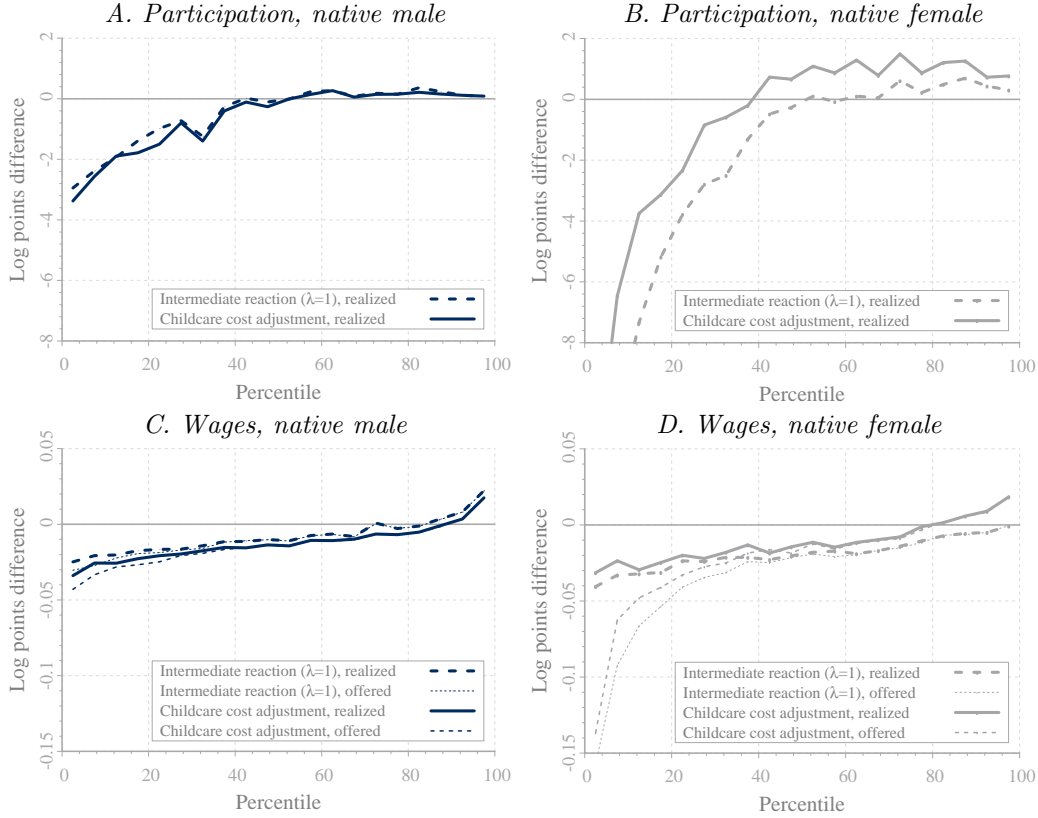 A. Participation, native male
B. Participation, native female
Log points difference
2
0
-2
-4
-6
-8
Intermediate reaction (λ=1), realized
Childcare cost adjustment, realized
0
20
40
60
80
100
Percentile
Log points difference
2
0
-2
-4
-6
-8
Intermediate reaction (λ=1), realized
Childcare cost adjustment, realized
0
20
40
60
80
100
Percentile
C. Wages, native male
D. Wages, native female
Log points difference
0.05
0
-0.05
-0.1
-0.15
Intermediate reaction (λ=1), realized
Intermediate reaction (λ=1), offered
Childcare cost adjustment, realized
Childcare cost adjustment, offered
0
20
40
60
80
100
Percentile
Log points difference
0.05
0
-0.05
-0.1
-0.15
Intermediate reaction (λ=1), realized
Intermediate reaction (λ=1), offered
Childcare cost adjustment, realized
Childcare cost adjustment, offered
0
20
40
60
80
100
Percentile